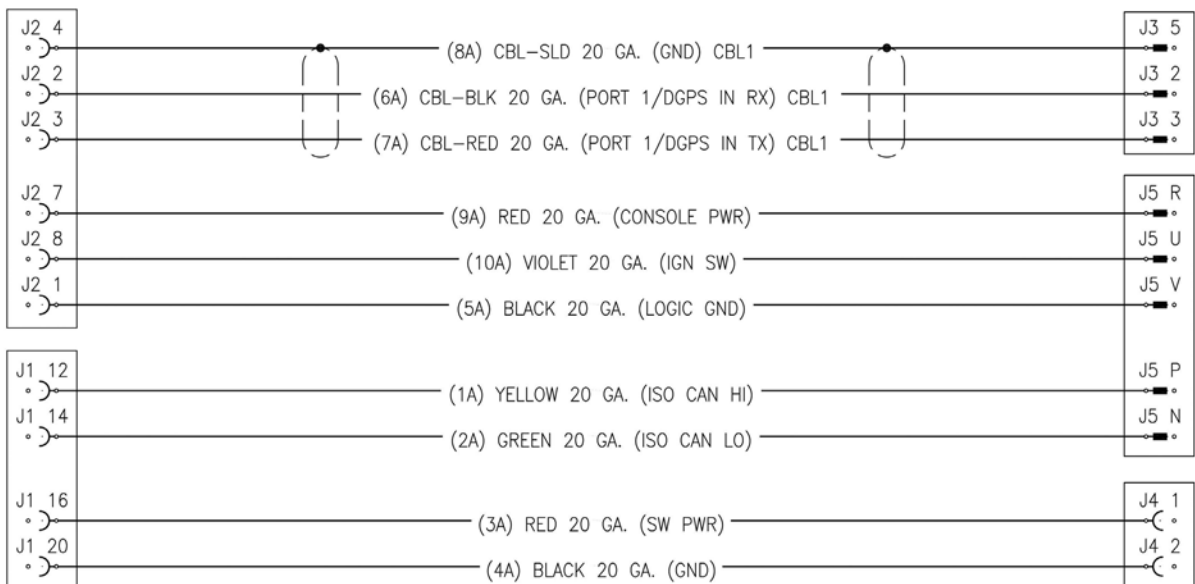 J2 4 (8A) CBL-SLD 20 GA. (GND) CBL1 J3 5
J2 2 (6A) CBL-BLK 20 GA. (PORT 1/DGPS IN RX) CBL1 J3 2
J2 3 (7A) CBL-RED 20 GA. (PORT 1/DGPS IN TX) CBL1 J3 3
J2 7 (9A) RED 20 GA. (CONSOLE PWR) J5 R
J2 8 (10A) VIOLET 20 GA. (IGN SW) J5 U
J2 1 (5A) BLACK 20 GA. (LOGIC GND) J5 V
J1 12 (1A) YELLOW 20 GA. (ISO CAN HI) J5 P
J1 14 (2A) GREEN 20 GA. (ISO CAN LO) J5 N
J1 16 (3A) RED 20 GA. (SW PWR) J4 1
J1 20 (4A) BLACK 20 GA. (GND) J4 2